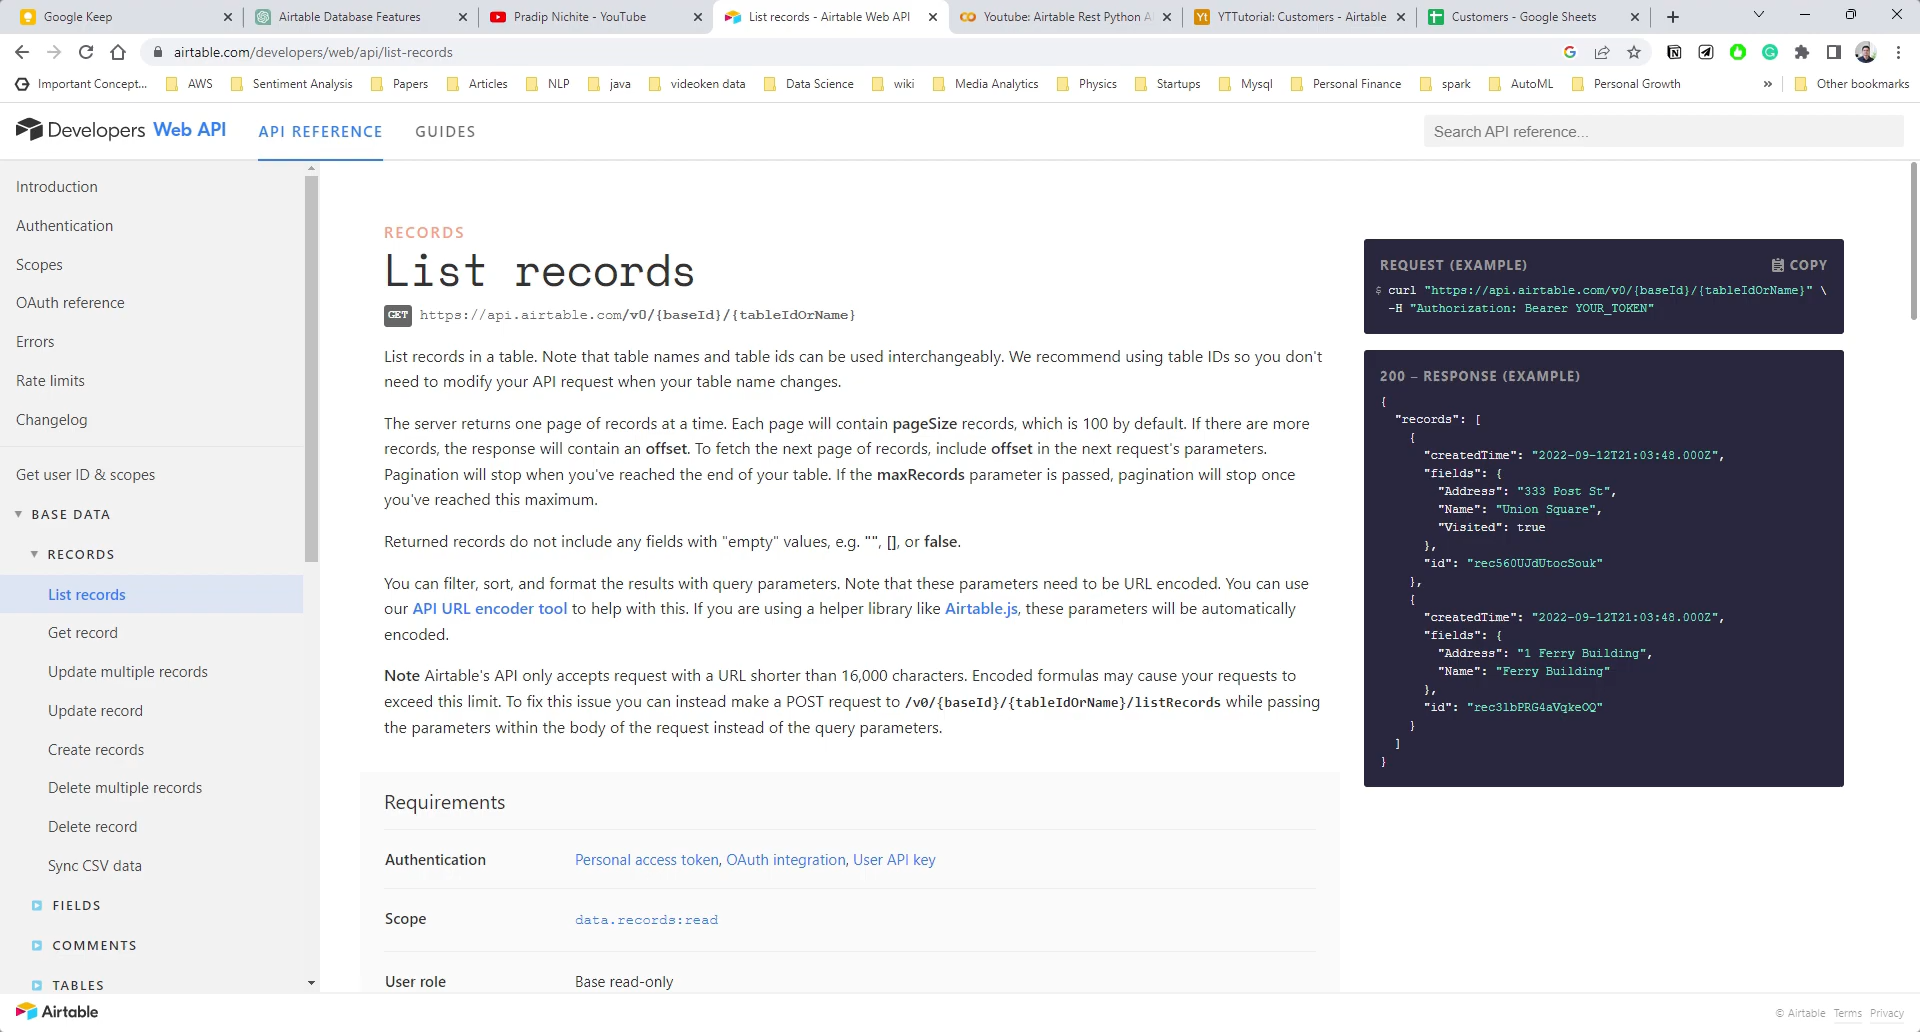 Google Keep
Airtable Database Features
Pradip Nichite - YouTube
List records - Airtable Web API
Youtube: Airtable Rest Python A
YTTutorial: Customers - Airtable
Customers - Google Sheets
airtable.com/developers/web/api/list-records
Important Concept...
AWS
Sentiment Analysis
Papers
Articles
NLP
java
videoken data
Data Science
wiki
Media Analytics
Physics
Startups
Mysql
Personal Finance
spark
AutoML
Personal Growth
»
Other bookmarks
Developers Web API
API REFERENCE
GUIDES
Search API reference...
Introduction
Authentication
Scopes
OAuth reference
Errors
Rate limits
Changelog
Get user ID & scopes
BASE DATA
RECORDS
List records
Get record
Update multiple records
Update record
Create records
Delete multiple records
Delete record
Sync CSV data
FIELDS
COMMENTS
TABLES
RECORDS
List records
GET https://api.airtable.com/v0/{baseId}/{tableIdOrName}
List records in a table. Note that table names and table ids can be used interchangeably. We recommend using table IDs so you don't
need to modify your API request when your table name changes.
The server returns one page of records at a time. Each page will contain pageSize records, which is 100 by default. If there are more
records, the response will contain an offset. To fetch the next page of records, include offset in the next request's parameters.
Pagination will stop when you've reached the end of your table. If the maxRecords parameter is passed, pagination will stop once
you've reached this maximum.
Returned records do not include any fields with "empty" values, e.g. "", [], or false.
You can filter, sort, and format the results with query parameters. Note that these parameters need to be URL encoded. You can use
our API URL encoder tool to help with this. If you are using a helper library like Airtable.js, these parameters will be automatically
encoded.
Note Airtable's API only accepts request with a URL shorter than 16,000 characters. Encoded formulas may cause your requests to
exceed this limit. To fix this issue you can instead make a POST request to /v0/{baseId}/{tableIdOrName}/listRecords while passing
the parameters within the body of the request instead of the query parameters.
Requirements
Authentication
Personal access token, OAuth integration, User API key
Scope
data.records:read
User role
Base read-only
REQUEST (EXAMPLE)
COPY
$ curl "https://api.airtable.com/v0/{baseId}/{tableIdOrName}" \
-H "Authorization: Bearer YOUR_TOKEN"
200 – RESPONSE (EXAMPLE)
{
"records": [
{
"createdTime": "2022-09-12T21:03:48.000Z",
"fields": {
"Address": "333 Post St",
"Name": "Union Square",
"Visited": true
},
"id": "rec560UJdUtocSouk"
},
{
"createdTime": "2022-09-12T21:03:48.000Z",
"fields": {
"Address": "1 Ferry Building",
"Name": "Ferry Building"
},
"id": "rec3lbPRG4aVqkeOQ"
}
]
}
Airtable
© Airtable Terms Privacy